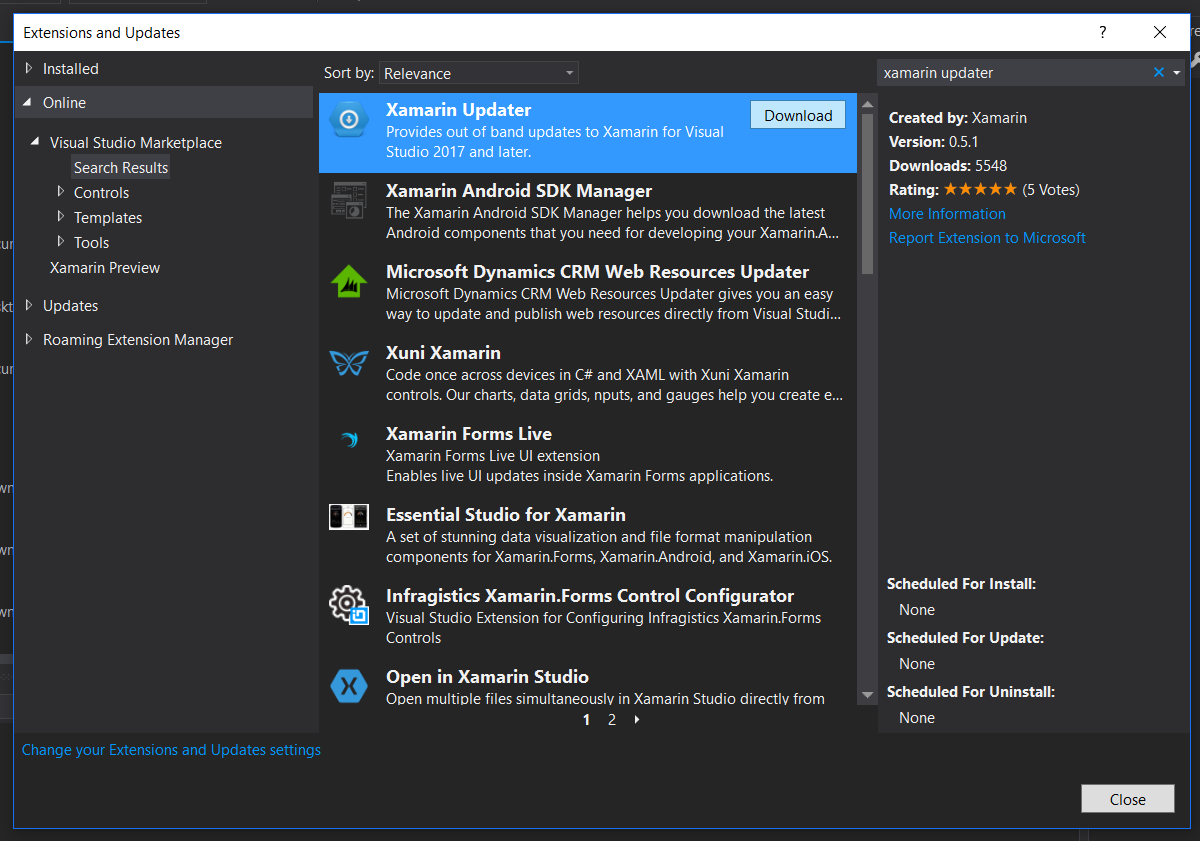 Extensions and Updates
?
Installed
Online
Visual Studio Marketplace
Search Results
Controls
Templates
Tools
Xamarin Preview
Updates
Roaming Extension Manager
Sort by: Relevance
Xamarin Updater
Download
Provides out of band updates to Xamarin for Visual
Studio 2017 and later.
Xamarin Android SDK Manager
The Xamarin Android SDK Manager helps you download the latest
Android components that you need for developing your Xamarin.A...
Microsoft Dynamics CRM Web Resources Updater
Microsoft Dynamics CRM Web Resources Updater gives you an easy
way to update and publish web resources directly from Visual Studi...
Xuni Xamarin
Code once across devices in C# and XAML with Xuni Xamarin
controls. Our charts, data grids, nputs, and gauges help you create e...
Xamarin Forms Live
Xamarin Forms Live UI extension
Enables live UI updates inside Xamarin Forms applications.
Essential Studio for Xamarin
A set of stunning data visualization and file format manipulation
components for Xamarin.Forms, Xamarin.Android, and Xamarin.iOS.
Infragistics Xamarin.Forms Control Configurator
Visual Studio Extension for Configuring Infragistics Xamarin.Forms
Controls
Open in Xamarin Studio
Open multiple files simultaneously in Xamarin Studio directly from
1 2
xamarin updater
Created by: Xamarin
Version: 0.5.1
Downloads: 5548
Rating: ★★★★★ (5 Votes)
More Information
Report Extension to Microsoft
Scheduled For Install:
None
Scheduled For Update:
None
Scheduled For Uninstall:
None
Change your Extensions and Updates settings
Close